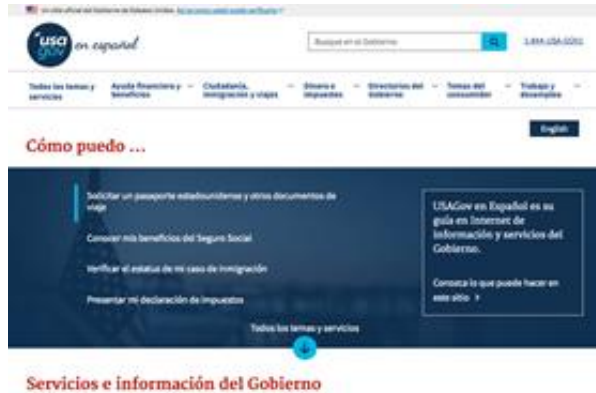 Un sitio oficial del Gobierno de Estados Unidos.
usa gov en español
Busque en el Gobierno
1-844-USA-GOV1
Todos los temas y servicios
Ayuda financiera y beneficios
Ciudadanía, inmigración y viajes
Dinero e impuestos
Directorios del Gobierno
Temas del consumidor
Trabajo y desempleo
English
Cómo puedo ...
Solicitar un pasaporte estadounidense y otros documentos de
viaje
Conocer mis beneficios del Seguro Social
Verificar el estatus de mi caso de inmigración
Presentar mi declaración de impuestos
USAGov en Español es su
guía en Internet de
información y servicios del
Gobierno.
Conozca lo que puede hacer en
este sitio >
Todos los temas y servicios
Servicios e información del Gobierno